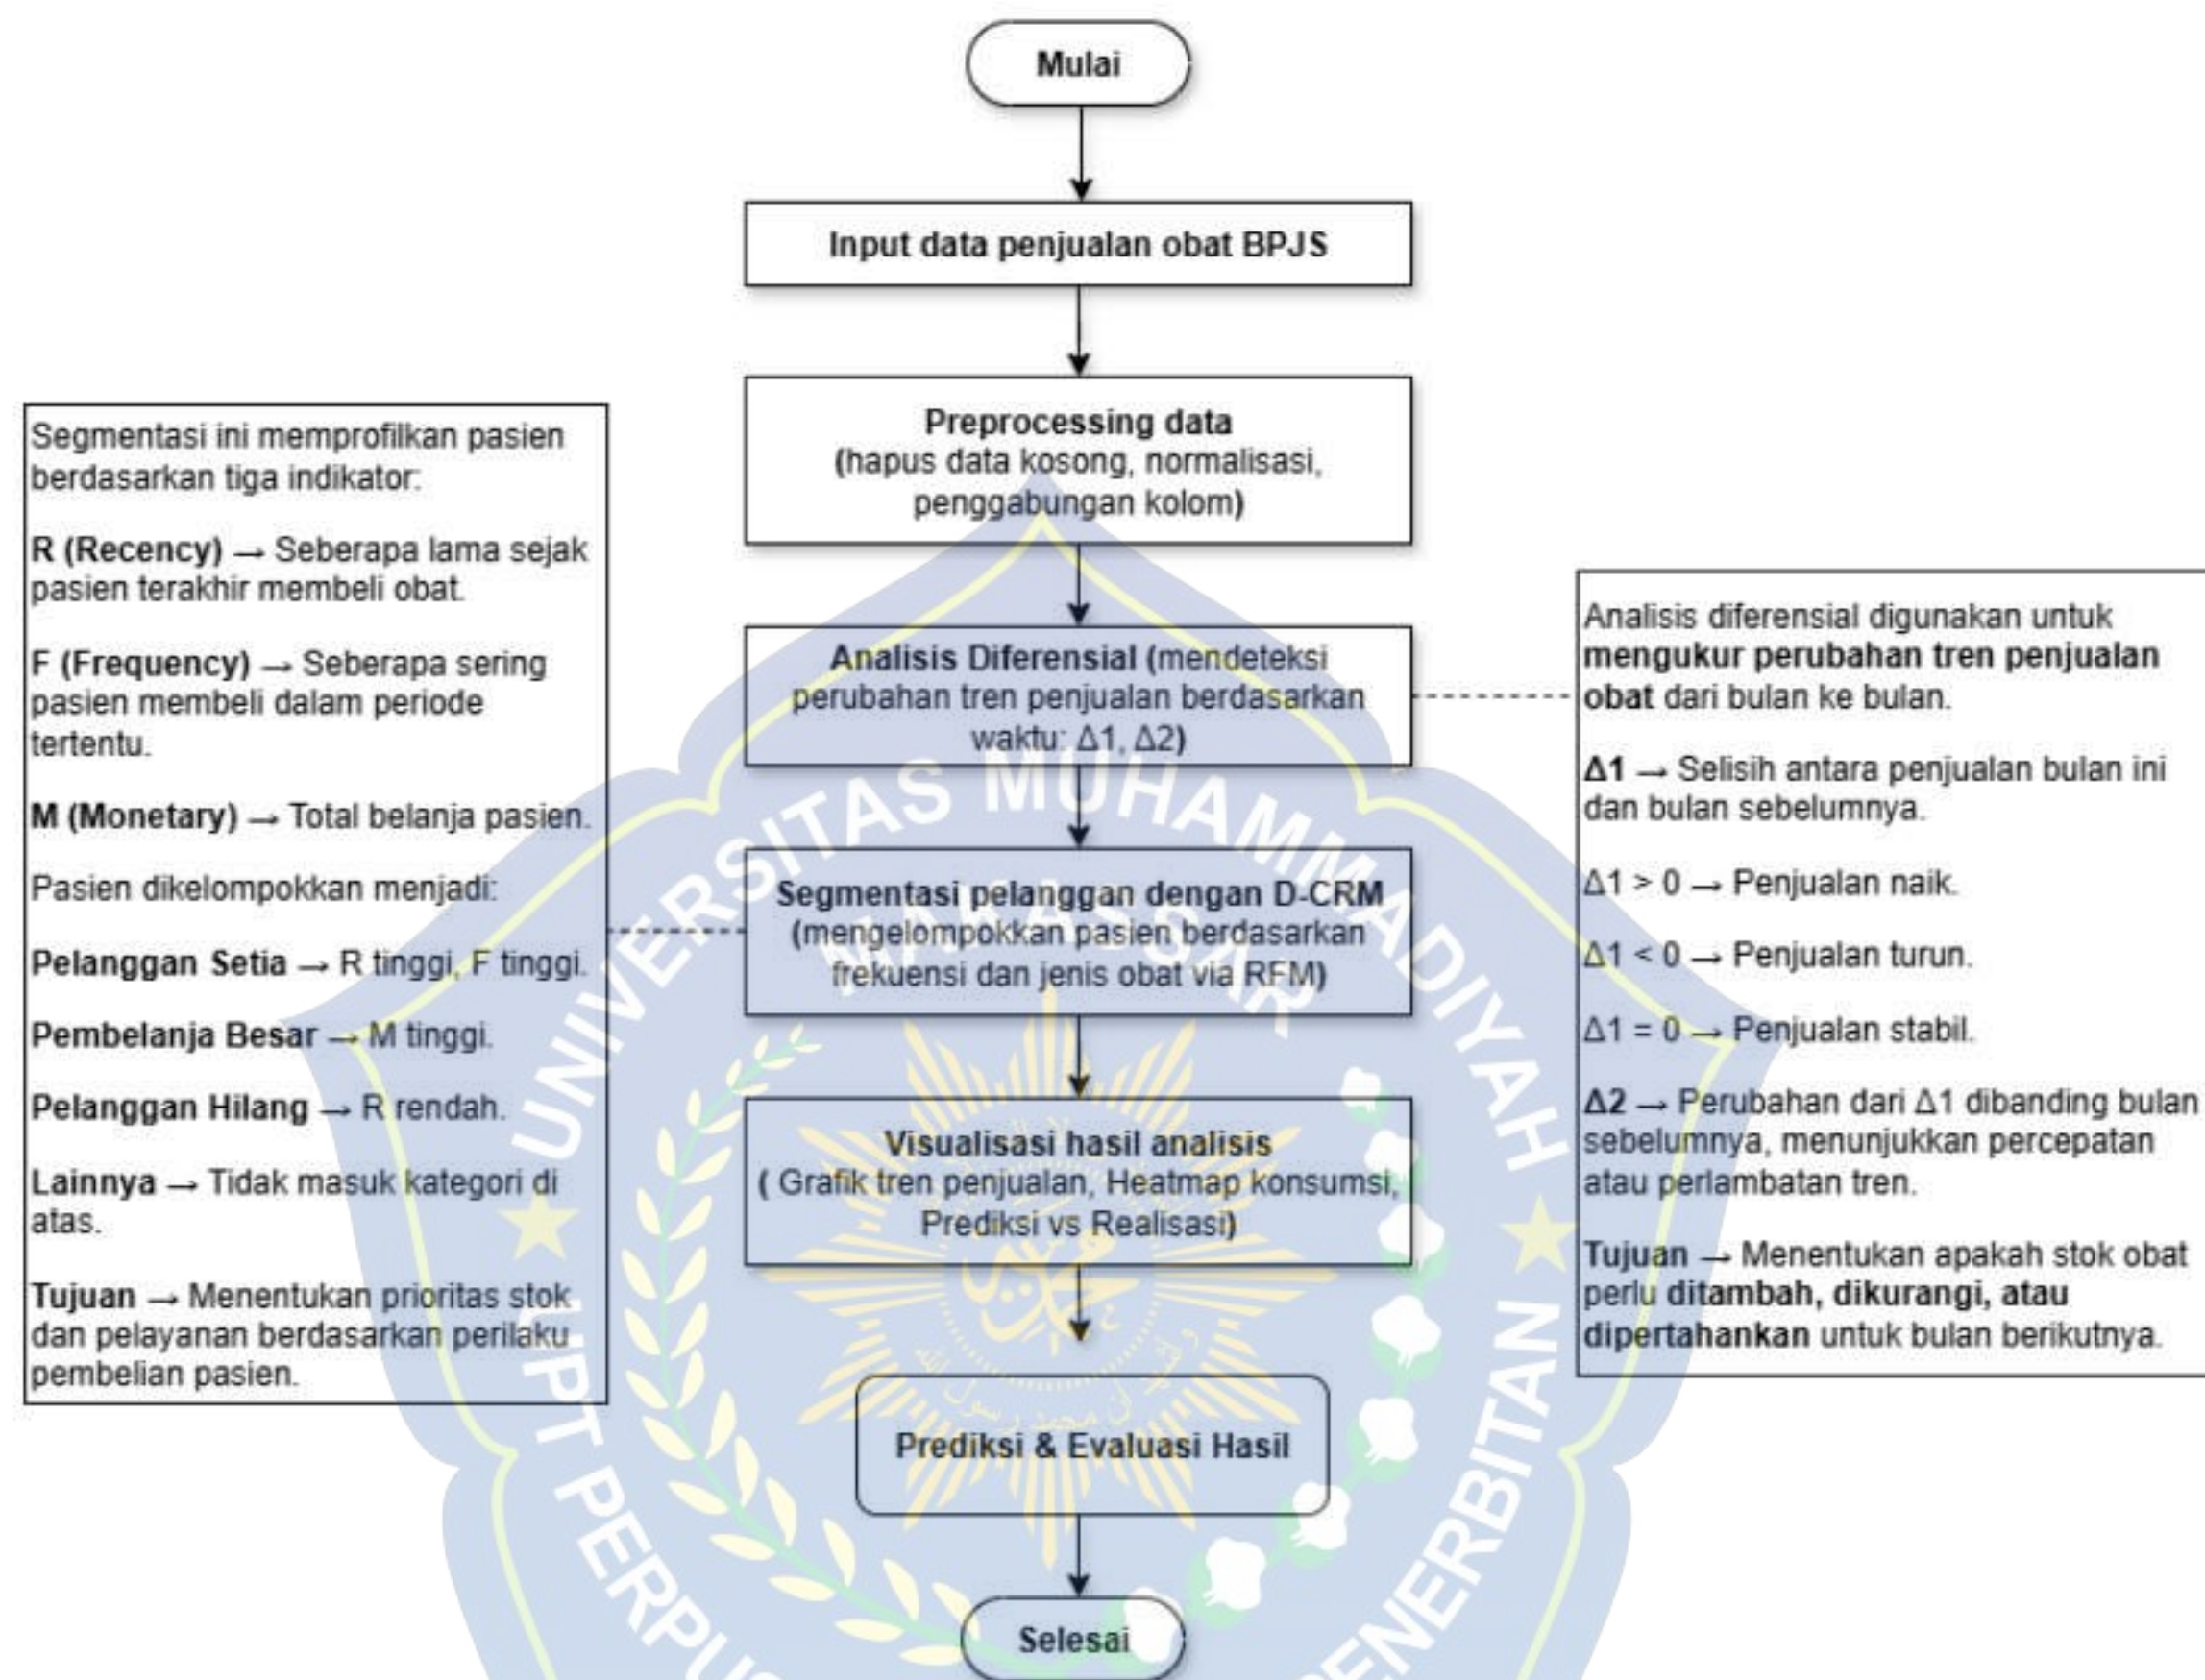 Mulai
Input data penjualan obat BPJS
Preprocessing data
(hapus data kosong, normalisasi,
penggabungan kolom)
Analisis Diferensial (mendeteksi
perubahan tren penjualan berdasarkan
waktu: Δ1, Δ2)
Segmentasi pelanggan dengan D-CRM
(mengelompokkan pasien berdasarkan
frekuensi dan jenis obat via RFM)
Visualisasi hasil analisis
( Grafik tren penjualan, Heatmap konsumsi,
Prediksi vs Realisasi)
Prediksi & Evaluasi Hasil
Selesai
Segmentasi ini memprofilkan pasien
berdasarkan tiga indikator:
R (Recency) → Seberapa lama sejak
pasien terakhir membeli obat.
F (Frequency) → Seberapa sering
pasien membeli dalam periode
tertentu.
M (Monetary) → Total belanja pasien.
Pasien dikelompokkan menjadi:
Pelanggan Setia → R tinggi, F tinggi.
Pembelanja Besar → M tinggi.
Pelanggan Hilang → R rendah.
Lainnya → Tidak masuk kategori di
atas.
Tujuan → Menentukan prioritas stok
dan pelayanan berdasarkan perilaku
pembelian pasien.
Analisis diferensial digunakan untuk
mengukur perubahan tren penjualan
obat dari bulan ke bulan.
Δ1 → Selisih antara penjualan bulan ini
dan bulan sebelumnya.
Δ1 > 0 → Penjualan naik.
Δ1 < 0 → Penjualan turun.
Δ1 = 0 → Penjualan stabil.
Δ2 → Perubahan dari Δ1 dibanding bulan
sebelumnya, menunjukkan percepatan
atau perlambatan tren.
Tujuan → Menentukan apakah stok obat
perlu ditambah, dikurangi, atau
dipertahankan untuk bulan berikutnya.
UNIVERSITAS MUHAMMADIYAH
MAKASSAR
UPT